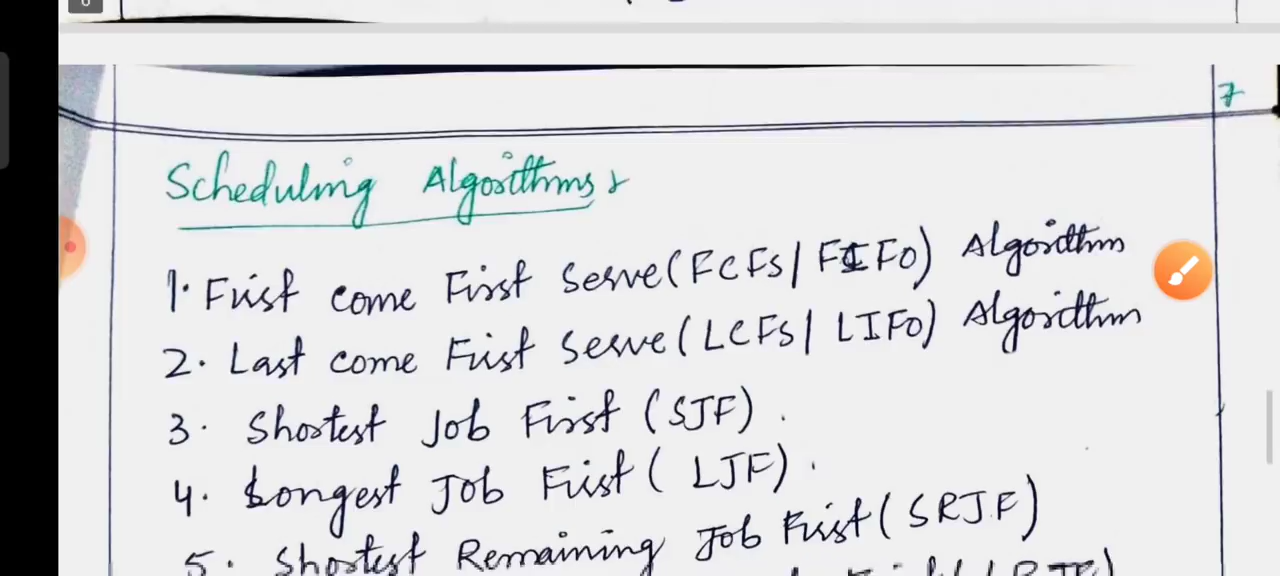 7
Scheduling Algorithms
1. First come First Serve (FCFS/ FIFO) Algorithm
2. Last come First Serve (LCFS/ LIFO) Algorithm
3. Shortest Job First (SJF).
4. Longest Job First (LJF).
5. Shortest Remaining Job First (SRJF)